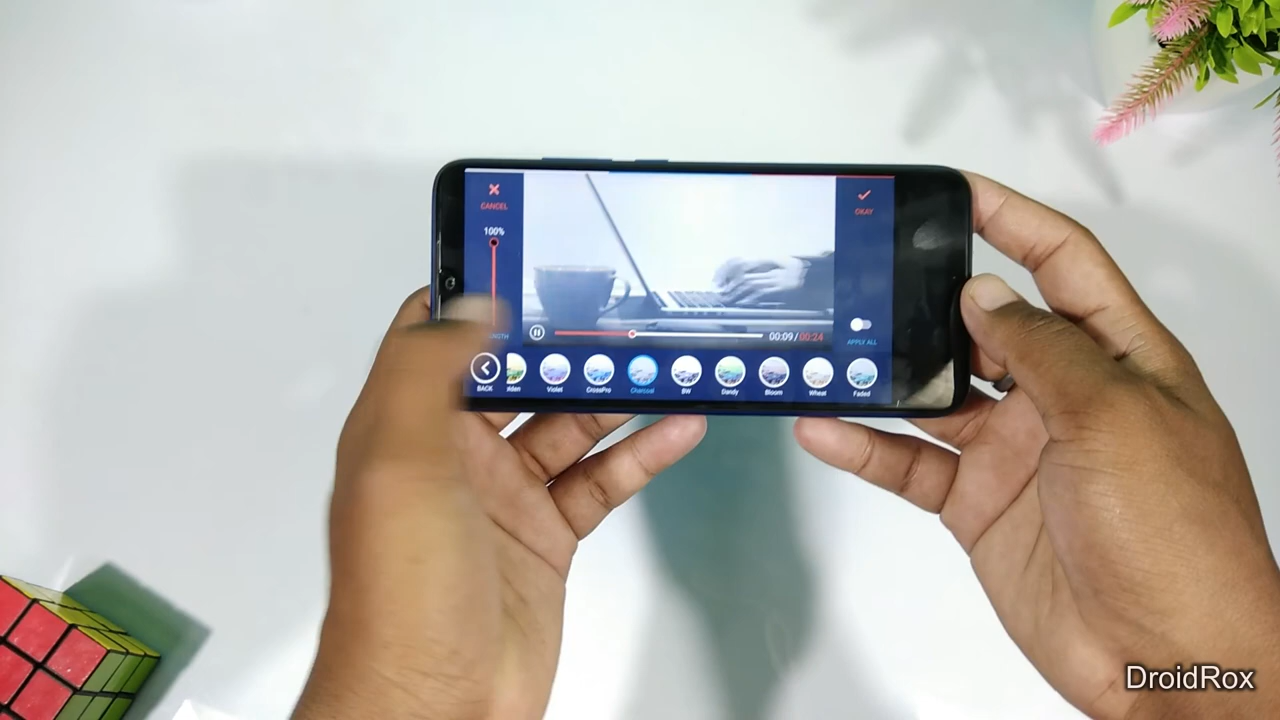 CANCEL
OKAY
100%
00:09/00:24
APPLY ALL
BACK
Violet
CrossPro
Charcoal
BW
Dandy
Bloom
Wheat
Faded
DroidRox